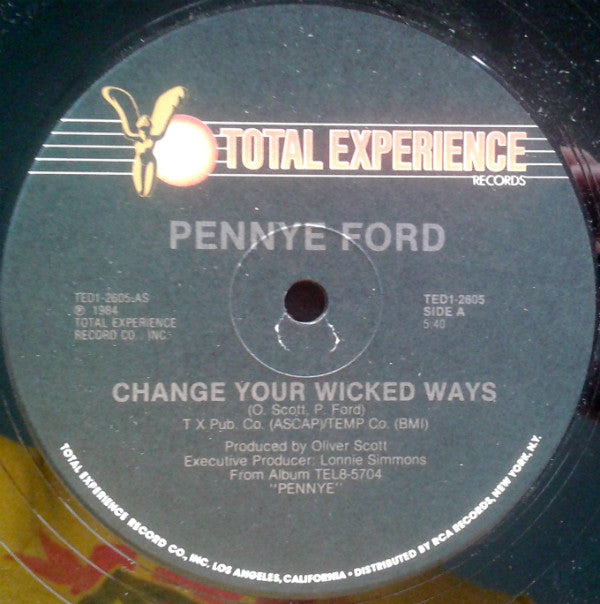 TOTAL EXPERIENCE
RECORDS
PENNYE FORD
TED1-2605-AS
℗ 1984
TOTAL EXPERIENCE
RECORD CO., INC.
TED1-2605
SIDE A
5:40
CHANGE YOUR WICKED WAYS
(O. Scott, P. Ford)
T X Pub. Co. (ASCAP)/TEMP Co. (BMI)
Produced by Oliver Scott
Executive Producer: Lonnie Simmons
From Album TEL8-5704
"PENNYE"
TOTAL EXPERIENCE RECORD CO., INC. LOS ANGELES, CALIFORNIA • DISTRIBUTED BY RCA RECORDS, NEW YORK, N.Y.